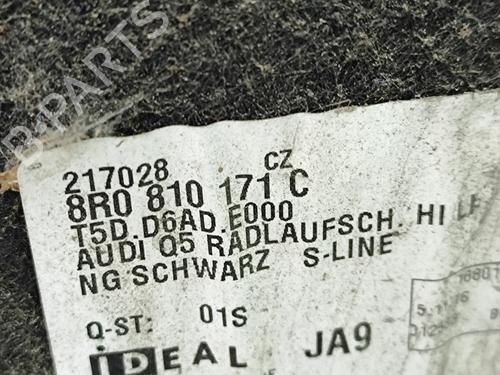 B-PARTS
217028 CZ
8R0 810 171 C
T5D.D6AD.E000
AUDI Q5 RADLAUFSCH. HI LF
NG SCHWARZ S-LINE
Q-ST: 01S
iDEAL JA9